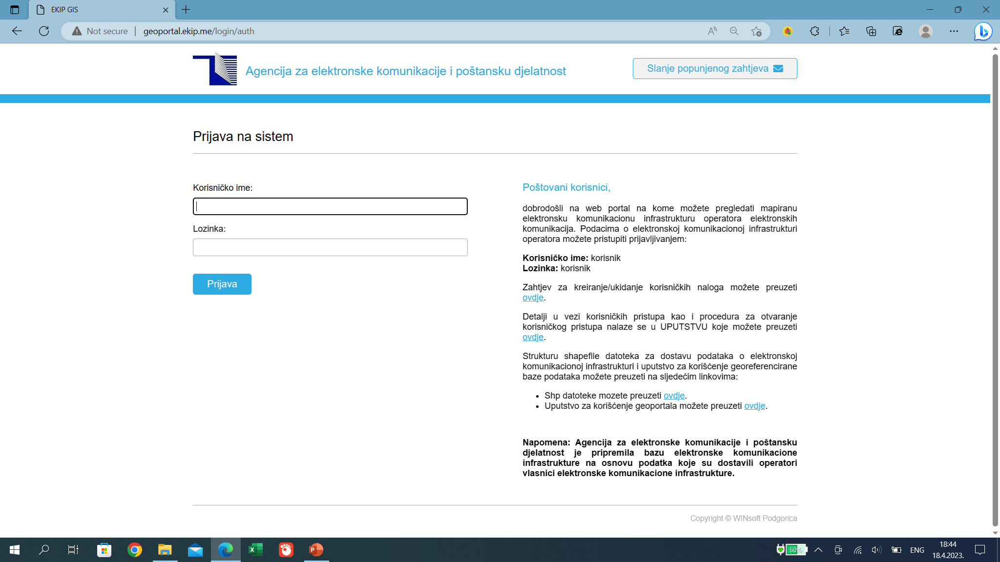 EKIP GIS
Not secure
geoportal.ekip.me/login/auth
Agencija za elektronske komunikacije i poštansku djelatnost
Slanje popunjenog zahtjeva
Prijava na sistem
Korisničko ime:
Lozinka:
Prijava
Poštovani korisnici,
dobrodošli na web portal na kome možete pregledati mapiranu
elektronsku komunikacionu infrastrukturu operatora elektronskih
komunikacija. Podacima o elektronskoj komunikacionoj infrastrukturi
operatora možete pristupiti prijavljivanjem:
Korisničko ime: korisnik
Lozinka: korisnik
Zahtjev za kreiranje/ukidanje korisničkih naloga možete preuzeti
ovdje.
Detalji u vezi korisničkih pristupa kao i procedura za otvaranje
korisničkog pristupa nalaze se u UPUTSTVU koje možete preuzeti
ovdje.
Strukturu shapefile datoteka za dostavu podataka o elektronskoj
komunikacionoj infrastrukturi i uputstvo za korišćenje georeferencirane
baze podataka možete preuzeti na sljedećim linkovima:
• Shp datoteke mozete preuzeti ovdje.
• Uputstvo za korišćenje geoportala možete preuzeti ovdje.
Napomena: Agencija za elektronske komunikacije i poštansku
djelatnost je pripremila bazu elektronske komunikacione
infrastrukture na osnovu podatka koje su dostavili operatori
vlasnici elektronske komunikacione infrastrukture.
Copyright © WINsoft Podgorica
60%
ENG
18:44
18.4.2023.